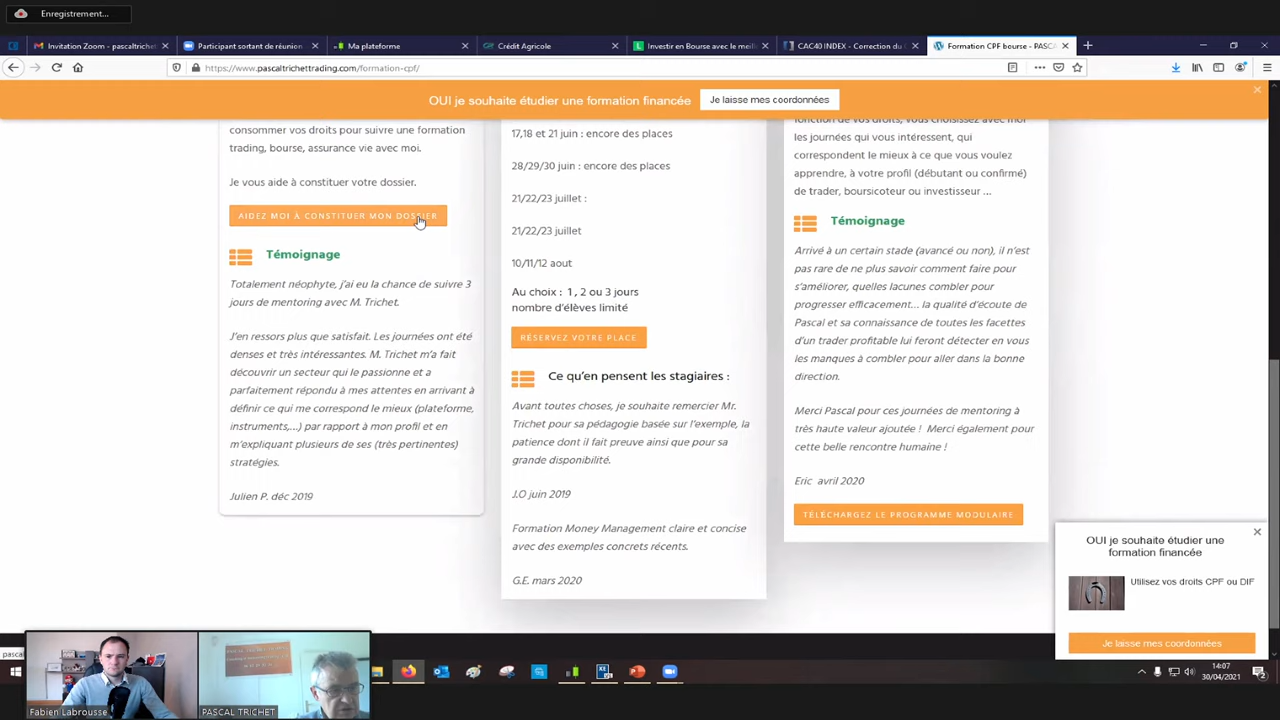 Enregistrement...
Invitation Zoom - pascaltrichet
Participant sortant de réunion
Ma plateforme
Crédit Agricole
Investir en Bourse avec le meill
CAC40 INDEX - Correction du
Formation CPF bourse - PASC
https://www.pascaltrichettrading.com/formation-cpf/
OUI je souhaite étudier une formation financée
Je laisse mes coordonnées
consommer vos droits pour suivre une formation
trading, bourse, assurance vie avec moi.
Je vous aide à constituer votre dossier.
AIDEZ MOI À CONSTITUER MON DOSSIER
Témoignage
Totalement néophyte, j'ai eu la chance de suivre 3
jours de mentoring avec M. Trichet.
J'en ressors plus que satisfait. Les journées ont été
denses et très intéressantes. M. Trichet m'a fait
découvrir un secteur qui le passionne et a
parfaitement répondu à mes attentes en arrivant à
définir ce qui me correspond le mieux (plateforme,
instruments,...) par rapport à mon profil et en
m'expliquant plusieurs de ses (très pertinentes)
stratégies.
Julien P. déc 2019
17,18 et 21 juin : encore des places
28/29/30 juin : encore des places
21/22/23 juillet :
21/22/23 juillet
10/11/12 aout
Au choix : 1 , 2 ou 3 jours
nombre d'élèves limité
RÉSERVEZ VOTRE PLACE
Ce qu'en pensent les stagiaires :
Avant toutes choses, je souhaite remercier Mr.
Trichet pour sa pédagogie basée sur l'exemple, la
patience dont il fait preuve ainsi que pour sa
grande disponibilité.
J.O juin 2019
Formation Money Management claire et concise
avec des exemples concrets récents.
G.E. mars 2020
fonction de vos droits, vous choisissez avec moi
les journées qui vous intéressent, qui
correspondent le mieux à ce que vous voulez
apprendre, à votre profil (débutant ou confirmé)
de trader, boursicoteur ou investisseur ...
Témoignage
Arrivé à un certain stade (avancé ou non), il n'est
pas rare de ne plus savoir comment faire pour
s'améliorer, quelles lacunes combler pour
progresser efficacement... la qualité d'écoute de
Pascal et sa connaissance de toutes les facettes
d'un trader profitable lui feront détecter en vous
les manques à combler pour aller dans la bonne
direction.
Merci Pascal pour ces journées de mentoring à
très haute valeur ajoutée ! Merci également pour
cette belle rencontre humaine !
Eric avril 2020
TÉLÉCHARGEZ LE PROGRAMME MODULAIRE
OUI je souhaite étudier une
formation financée
Utilisez vos droits CPF ou DIF
Je laisse mes coordonnées
Fabien Labrousse
PASCAL TRICHET
14:07
30/04/2021